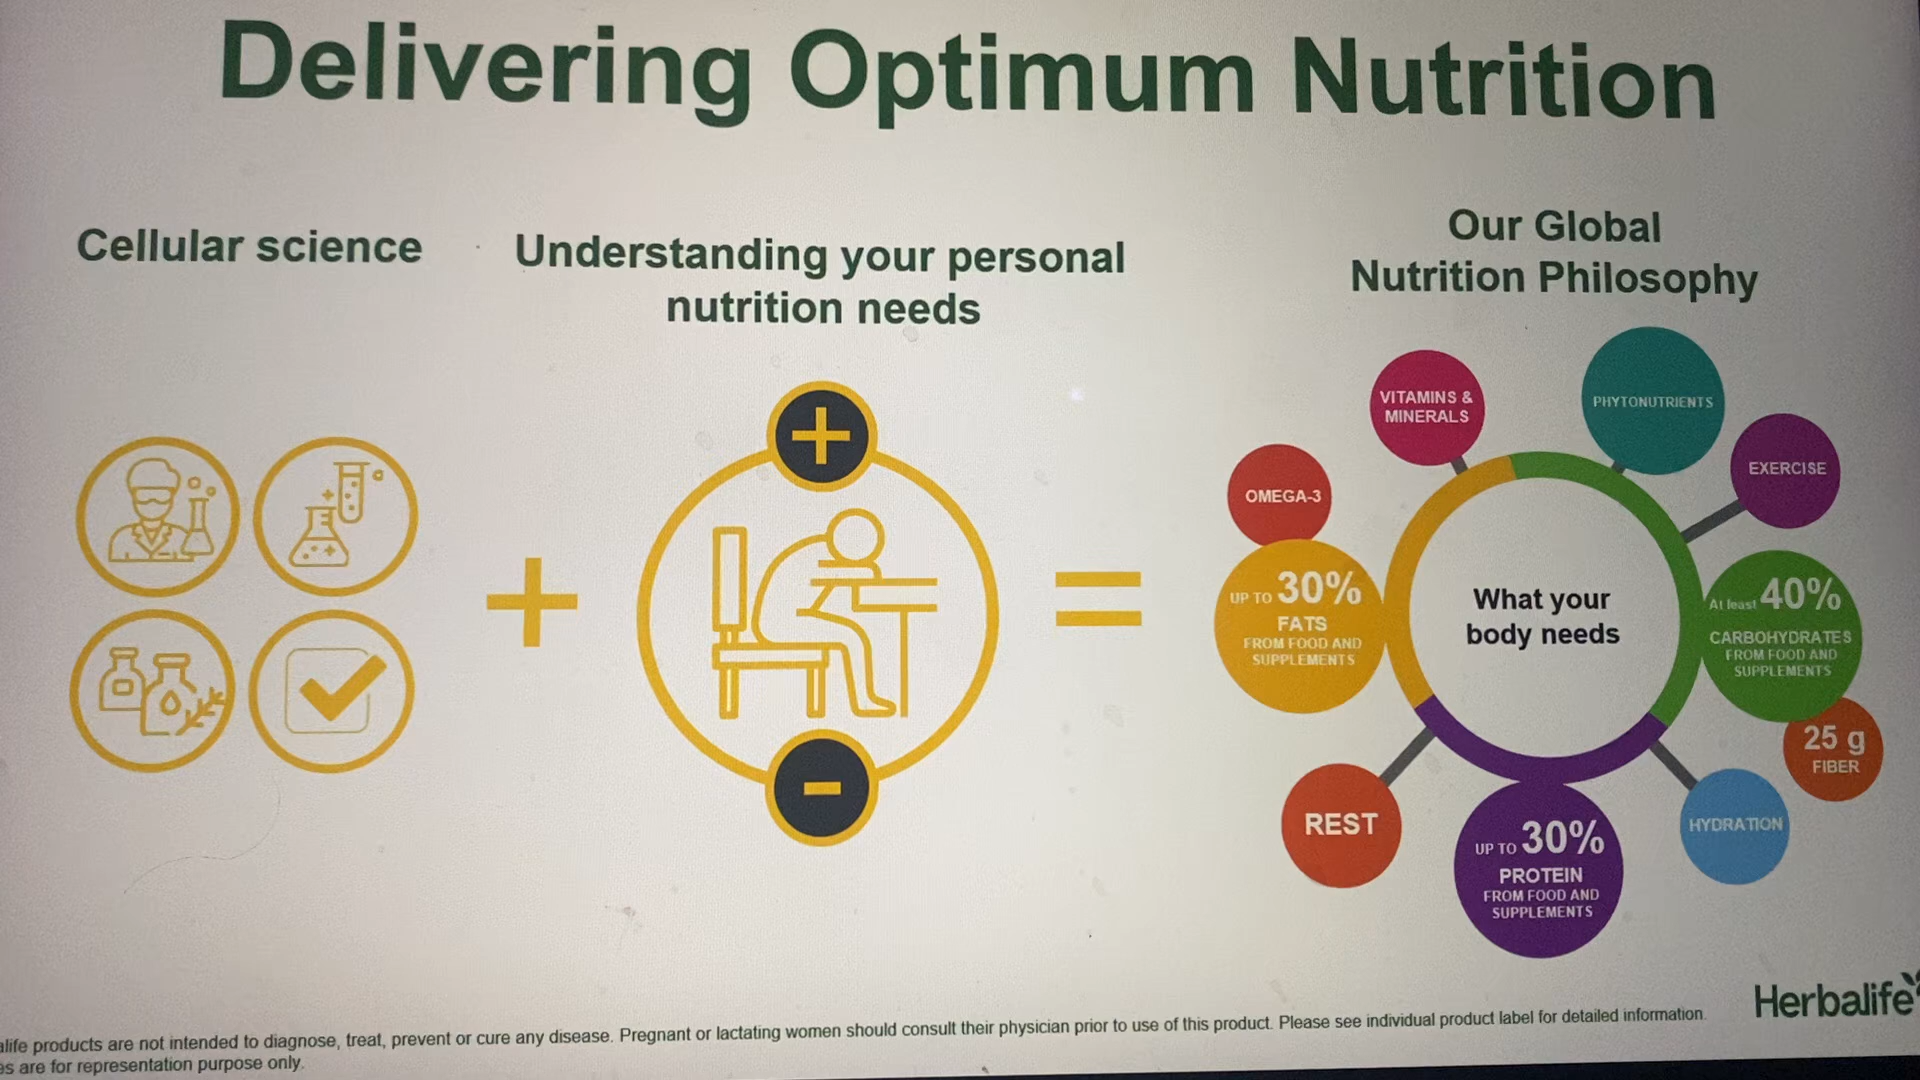 Delivering Optimum Nutrition
Cellular science
Understanding your personal
nutrition needs
Our Global
Nutrition Philosophy
VITAMINS &
MINERALS
PHYTONUTRIENTS
EXERCISE
OMEGA-3
UP TO 30%
FATS
FROM FOOD AND
SUPPLEMENTS
What your
body needs
At least 40%
CARBOHYDRATES
FROM FOOD AND
SUPPLEMENTS
25 g
FIBER
REST
UP TO 30%
PROTEIN
FROM FOOD AND
SUPPLEMENTS
HYDRATION
Herbalife
products are not intended to diagnose, treat, prevent or cure any disease. Pregnant or lactating women should consult their physician prior to use of this product. Please see individual product label for detailed information.
are for representation purpose only.